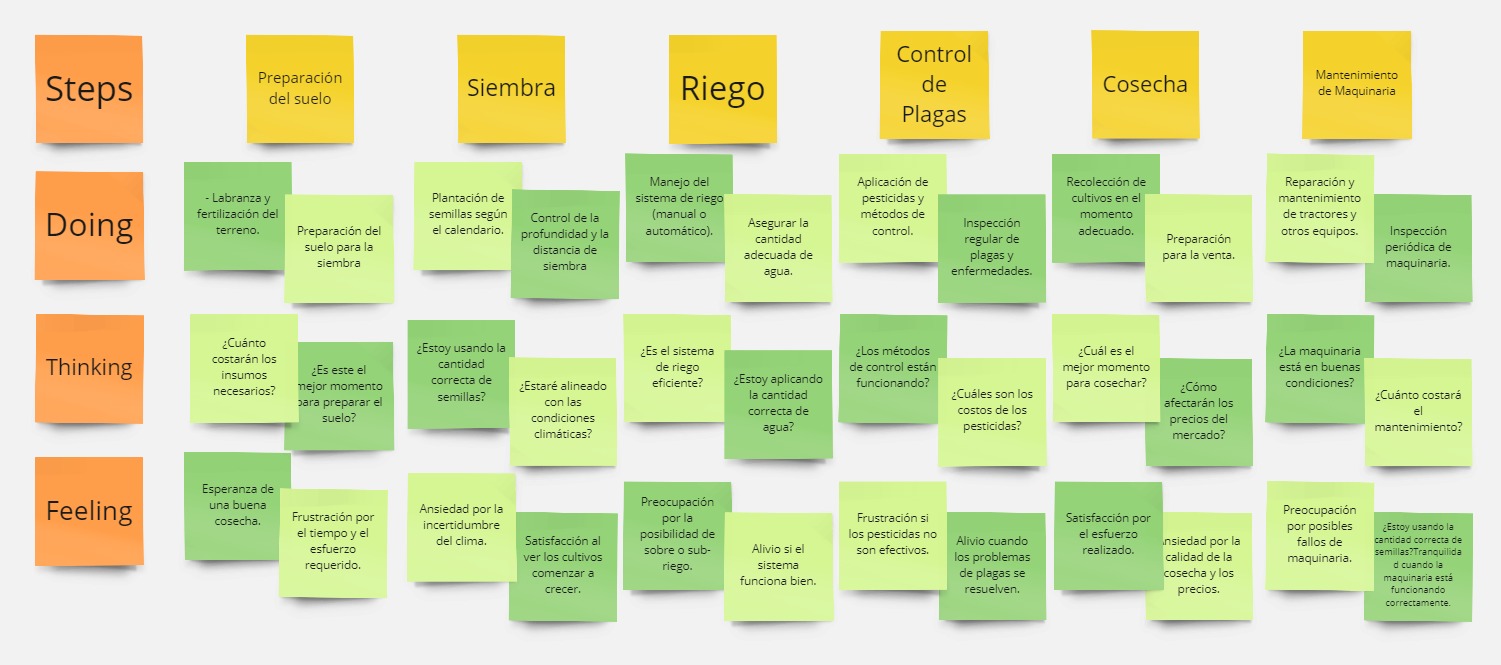 Steps
Preparación
del suelo
Siembra
Riego
Control
de
Plagas
Cosecha
Mantenimiento
de Maquinaria
Doing
- Labranza y
fertilización del
terreno.
Preparación del
suelo para la
siembra
Plantación de
semillas según
el calendario.
Control de la
profundidad y la
distancia de
siembra
Manejo del
sistema de riego
(manual o
automático).
Asegurar la
cantidad
adecuada de
agua.
Aplicación de
pesticidas y
métodos de
control.
Inspección
regular de
plagas y
enfermedades.
Recolección de
cultivos en el
momento
adecuado.
Preparación
para la venta.
Reparación y
mantenimiento
de tractores y
otros equipos.
Inspección
periódica de
maquinaria.
Thinking
¿Cuánto
costarán los
insumos
necesarios?
¿Es este el
mejor momento
para preparar el
suelo?
¿Estoy usando la
cantidad
correcta de
semillas?
¿Estaré alineado
con las
condiciones
climáticas?
¿Es el sistema
de riego
eficiente?
¿Estoy aplicando
la cantidad
correcta de
agua?
¿Los métodos
de control están
funcionando?
¿Cuáles son los
costos de los
pesticidas?
¿Cuál es el
mejor momento
para cosechar?
¿Cómo
afectarán los
precios del
mercado?
¿La maquinaria
está en buenas
condiciones?
¿Cuánto costará
el
mantenimiento?
Feeling
Esperanza de
una buena
cosecha.
Frustración por
el tiempo y el
esfuerzo
requerido.
Ansiedad por la
incertidumbre
del clima.
Satisfacción al
ver los cultivos
comenzar a
crecer.
Preocupación
por la
posibilidad de
sobre o sub-
riego.
Alivio si el
sistema
funciona bien.
Frustración si
los pesticidas no
son efectivos.
Alivio cuando
los problemas
de plagas se
resuelven.
Satisfacción por
el esfuerzo
realizado.
Ansiedad por la
calidad de la
cosecha y los
precios.
Preocupación
por posibles
fallos de
maquinaria.
¿Estoy usando la
cantidad correcta de
semillas?Tranquilida
d cuando la
maquinaria está
funcionando
correctamente.